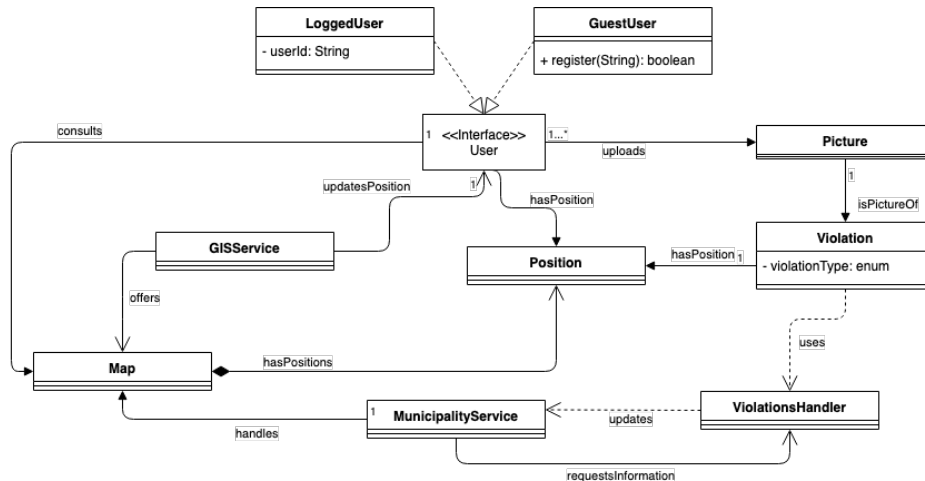 LoggedUser
- userId: String
GuestUser
+ register(String): boolean
consults
1
<<Interface>>
User
1...*
uploads
Picture
1
isPictureOf
updatesPosition
1
hasPosition
GISService
Position
hasPosition
1
Violation
- violationType: enum
offers
uses
Map
hasPositions
1
MunicipalityService
handles
updates
ViolationsHandler
requestsInformation